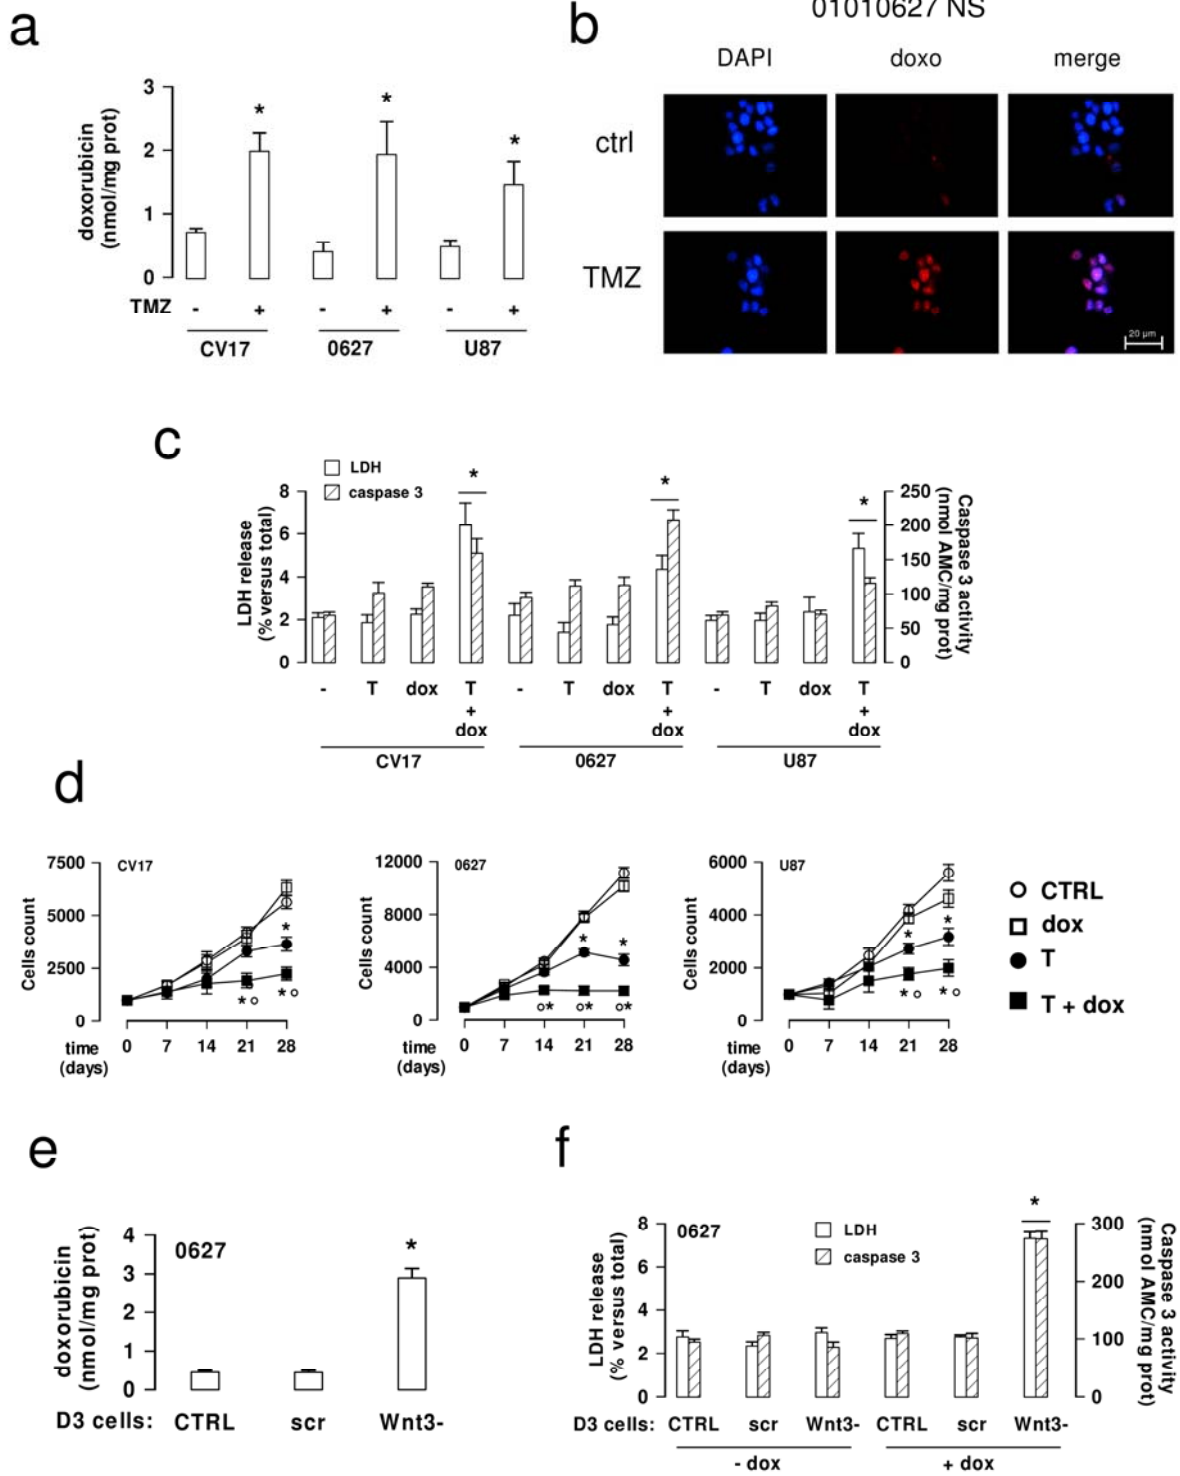 a
doxorubicin
(nmol/mg prot)
3
2
1
0
* * *
TMZ - + - + - +
CV17 0627 U87
b
01010627 NS
DAPI doxo merge
ctrl
TMZ
20 µm
c
LDH
caspase 3
LDH release
(% versus total)
8
6
4
2
0
* * *
250
200
150
100
50
0
Caspase 3 activity
(nmol AMC/mg prot)
- T dox T + dox - T dox T + dox - T dox T + dox
CV17 0627 U87
d
Cells count
7500
5000
2500
0
CV17
*
* ○ * ○
time
(days)
0 7 14 21 28
Cells count
12000
8000
4000
0
0627
* *
○* ○* ○*
time
(days)
0 7 14 21 28
Cells count
6000
4000
2000
0
U87
* *
* ○ * ○
time
(days)
0 7 14 21 28
CTRL
dox
T
T + dox
e
doxorubicin
(nmol/mg prot)
4
3
2
1
0
0627
*
D3 cells: CTRL scr Wnt3-
f
LDH release
(% versus total)
8
6
4
2
0
0627
LDH
caspase 3
*
300
200
100
0
Caspase 3 activity
(nmol AMC/mg prot)
D3 cells: CTRL scr Wnt3- CTRL scr Wnt3-
- dox + dox